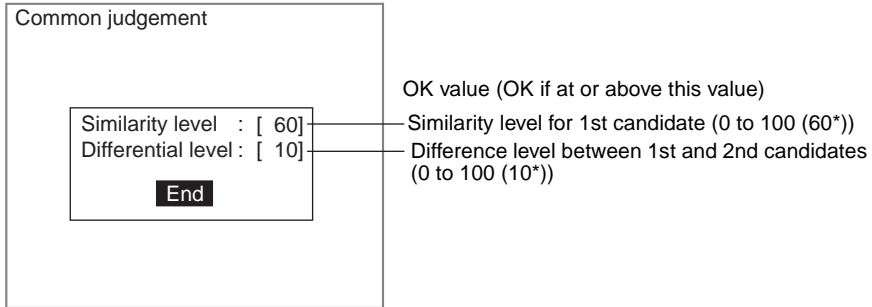 Common judgement
Similarity level : [ 60]
Differential level : [ 10]
End
OK value (OK if at or above this value)
Similarity level for 1st candidate (0 to 100 (60*))
Difference level between 1st and 2nd candidates
(0 to 100 (10*))